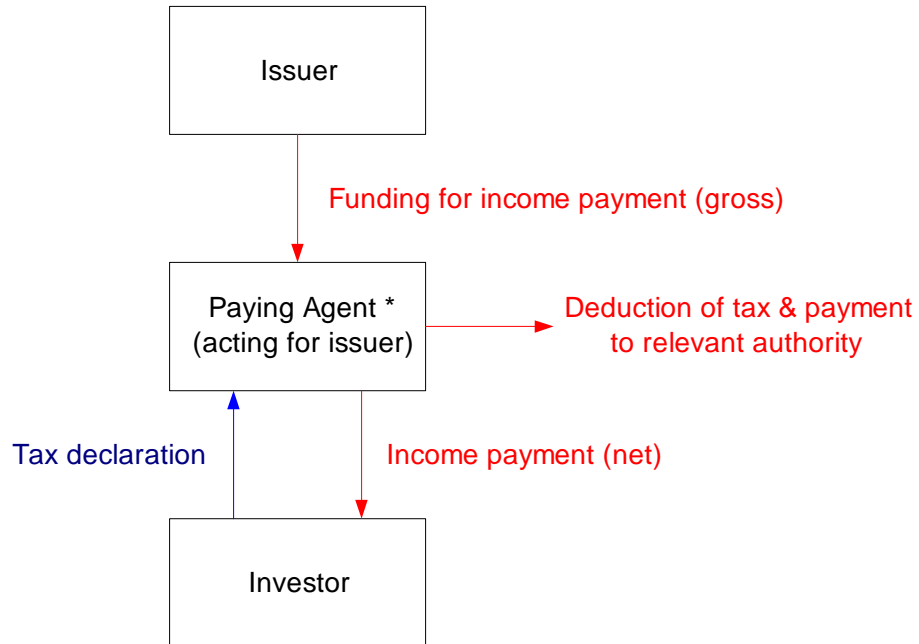 Issuer
Funding for income payment (gross)
Paying Agent *
(acting for issuer)
Deduction of tax & payment
to relevant authority
Tax declaration
Income payment (net)
Investor